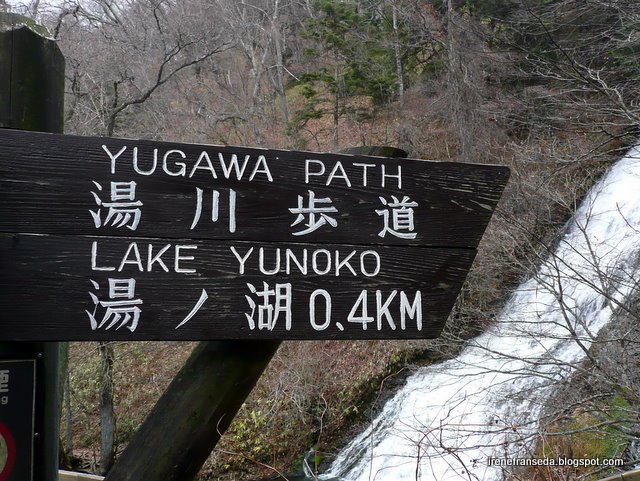 YUGAWA PATH
湯川歩道
LAKE YUNOKO
湯ノ湖 0.4KM
irenefranseda.blogspot.com